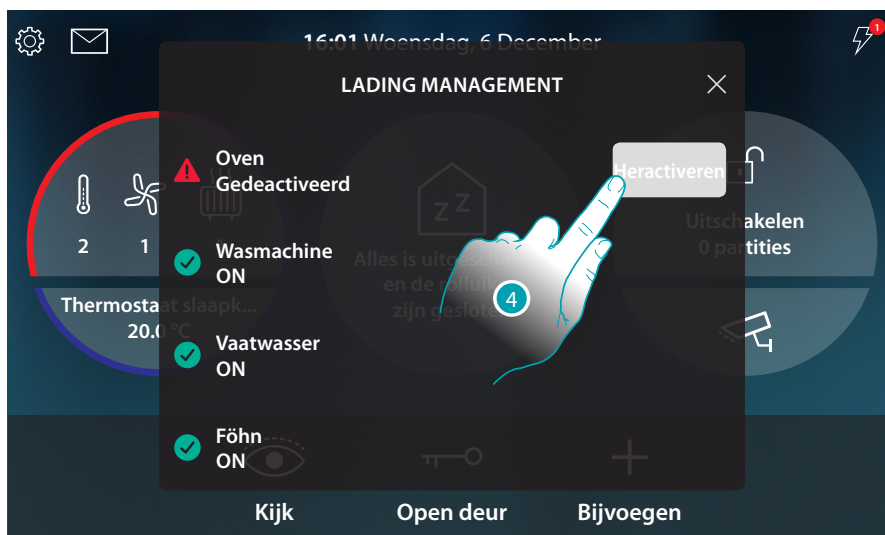 16:01 Woensdag, 6 December
1
LADING MANAGEMENT
Oven
Gedeactiveerd
Heractiveren
Wasmachine
ON
Vaatwasser
ON
Föhn
ON
2 1
Thermostaat slaapk...
20.0 °C
zZ
Alles is uitgesch
en de rolluik
zijn geslote
4
Uitschakelen
0 partities
Kijk
Open deur
Bijvoegen